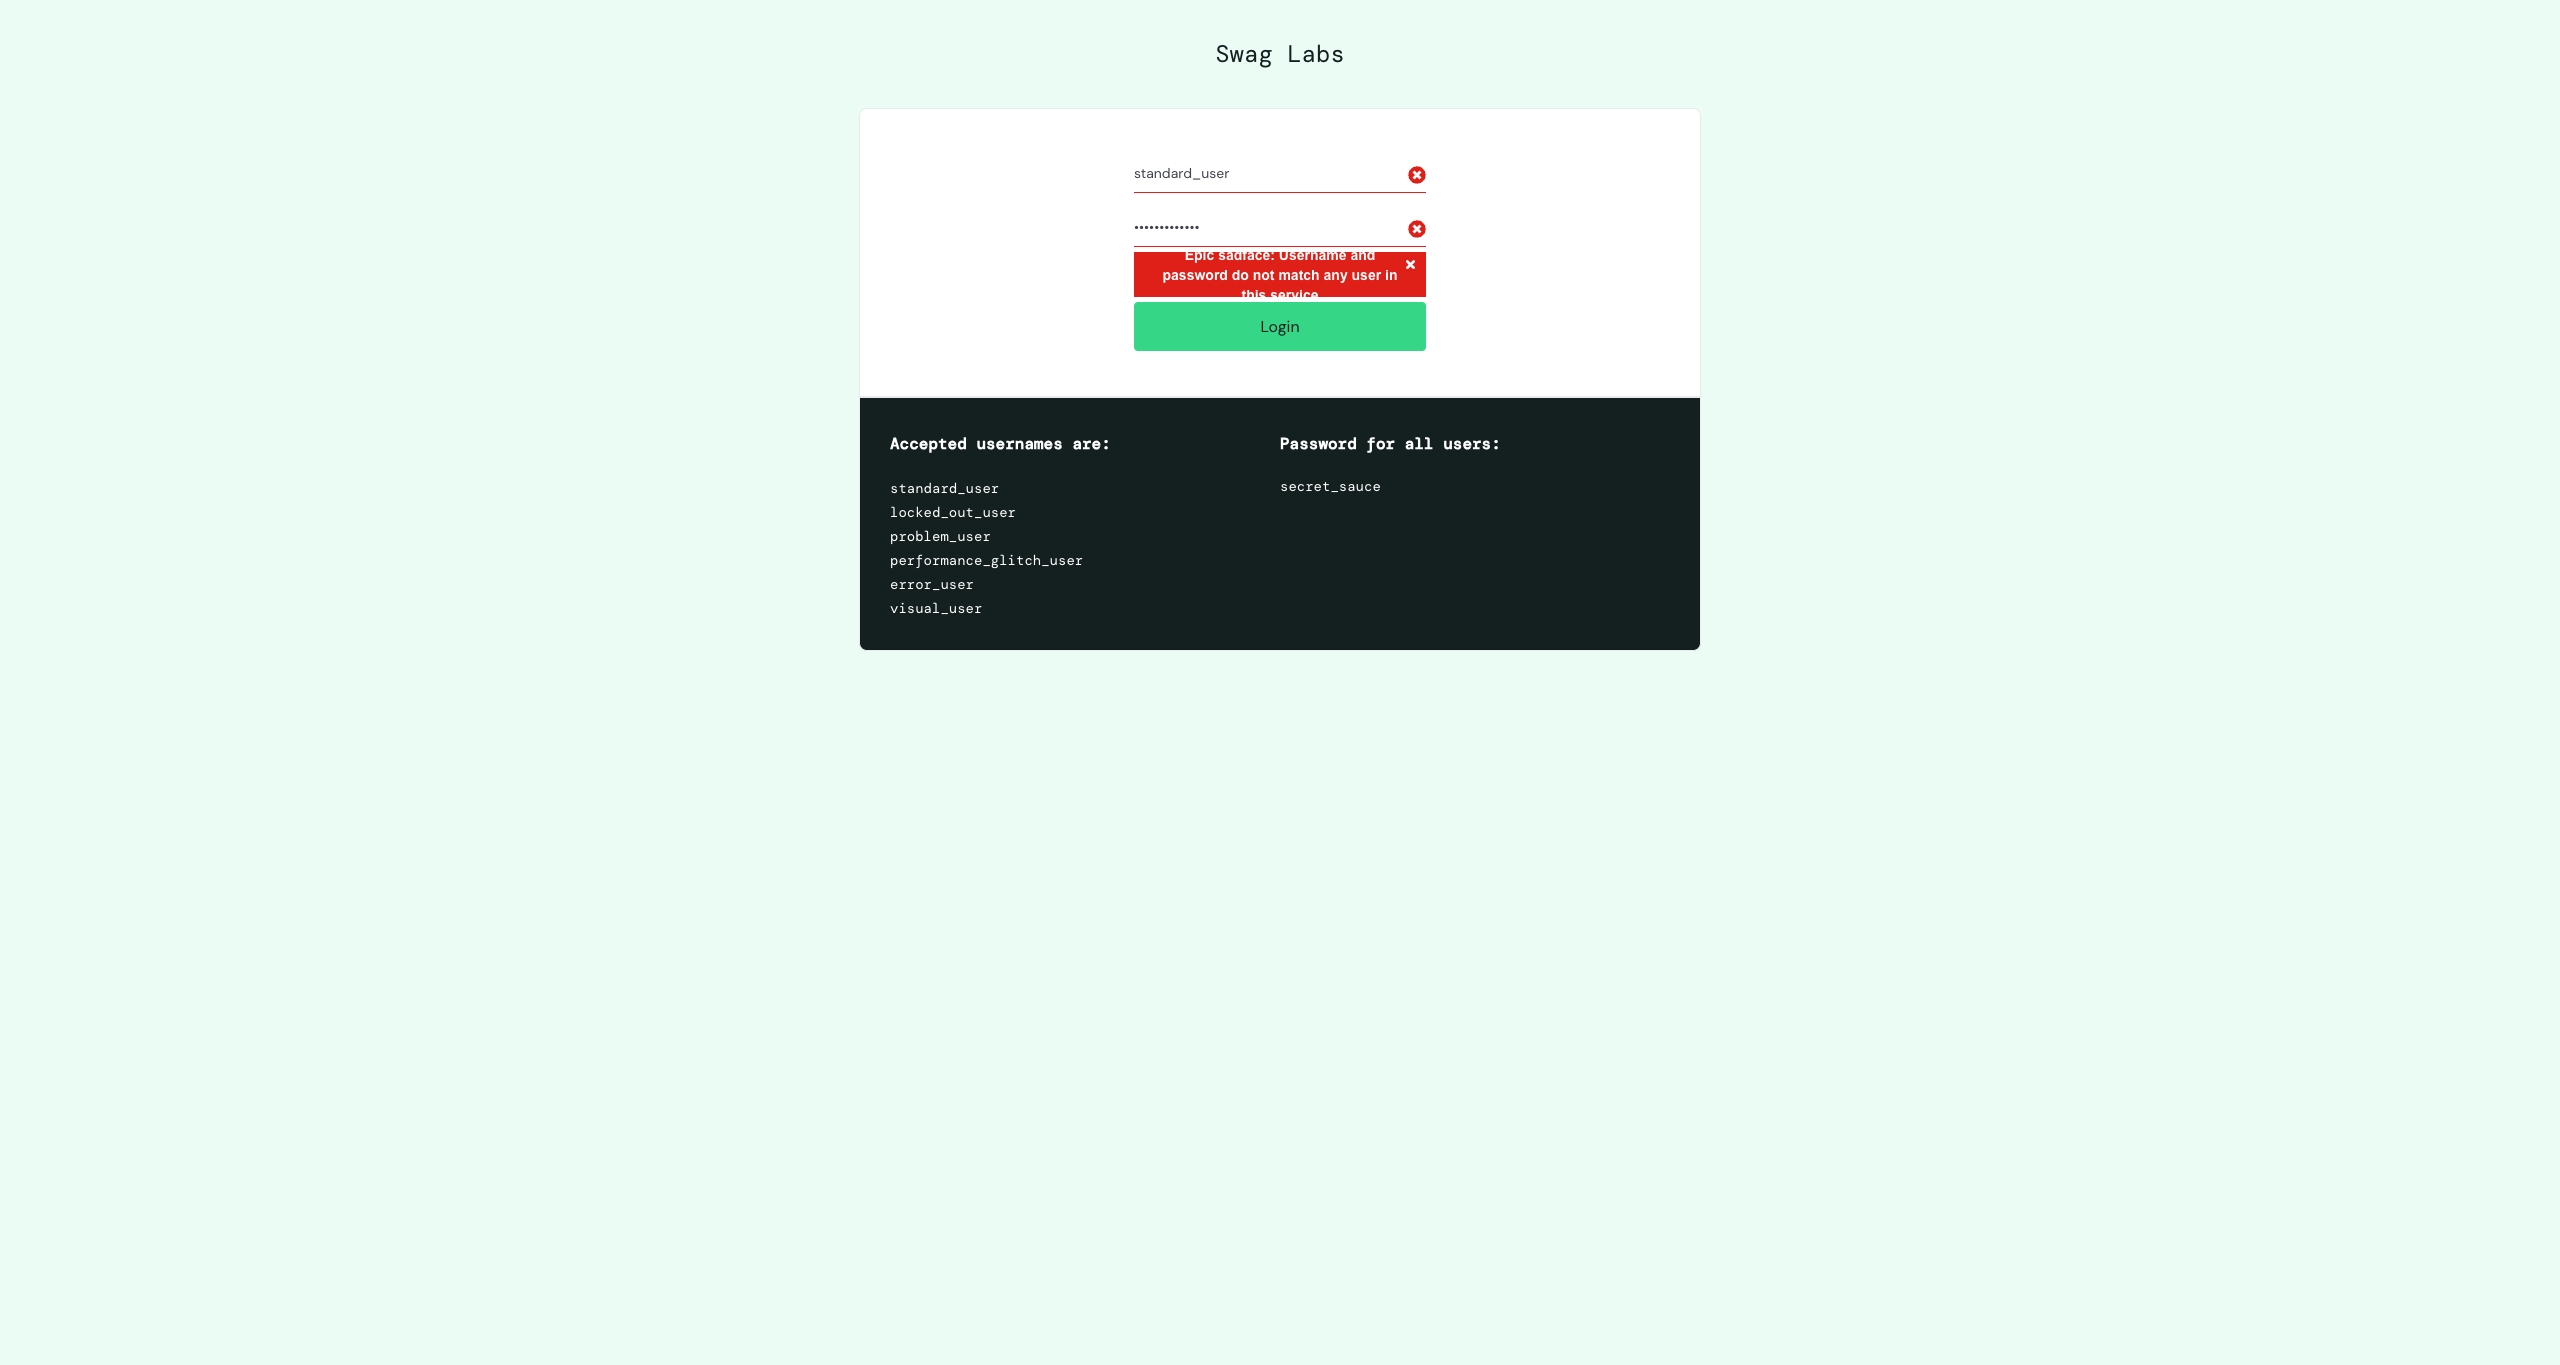 Swag Labs
standard_user
•••••••••••••
Epic sadface: Username and
password do not match any user in
this service
Login
Accepted usernames are:
standard_user
locked_out_user
problem_user
performance_glitch_user
error_user
visual_user
Password for all users:
secret_sauce